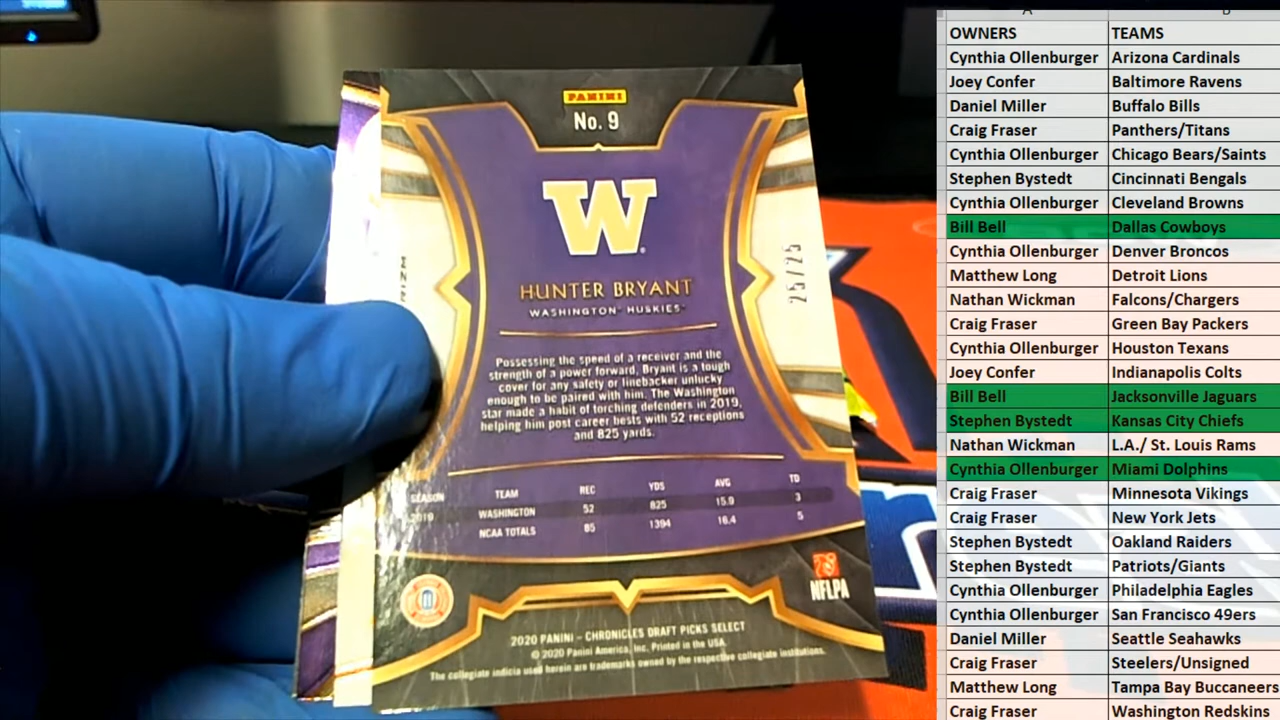 PANINI
No. 9
W
HUNTER BRYANT
WASHINGTON HUSKIES
25/25
Possessing the speed of a receiver and the
strength of a power forward, Bryant is a tough
cover for any safety or linebacker unlucky
enough to be paired with him. The Washington
star made a habit of torching defenders in 2019,
helping him post career bests with 52 receptions
and 825 yards.
SEASON TEAM REC YDS AVG TD
2019 WASHINGTON 52 825 15.9 3
NCAA TOTALS 85 1394 16.4 5
NFLPA
2020 PANINI – CHRONICLES DRAFT PICKS SELECT
© 2020 Panini America, Inc. Printed in the USA.
The collegiate indicia used herein are trademarks owned by the respective collegiate institutions.
OWNERS TEAMS
Cynthia Ollenburger Arizona Cardinals
Joey Confer Baltimore Ravens
Daniel Miller Buffalo Bills
Craig Fraser Panthers/Titans
Cynthia Ollenburger Chicago Bears/Saints
Stephen Bystedt Cincinnati Bengals
Cynthia Ollenburger Cleveland Browns
Bill Bell Dallas Cowboys
Cynthia Ollenburger Denver Broncos
Matthew Long Detroit Lions
Nathan Wickman Falcons/Chargers
Craig Fraser Green Bay Packers
Cynthia Ollenburger Houston Texans
Joey Confer Indianapolis Colts
Bill Bell Jacksonville Jaguars
Stephen Bystedt Kansas City Chiefs
Nathan Wickman L.A./ St. Louis Rams
Cynthia Ollenburger Miami Dolphins
Craig Fraser Minnesota Vikings
Craig Fraser New York Jets
Stephen Bystedt Oakland Raiders
Stephen Bystedt Patriots/Giants
Cynthia Ollenburger Philadelphia Eagles
Cynthia Ollenburger San Francisco 49ers
Daniel Miller Seattle Seahawks
Craig Fraser Steelers/Unsigned
Matthew Long Tampa Bay Buccaneers
Craig Fraser Washington Redskins